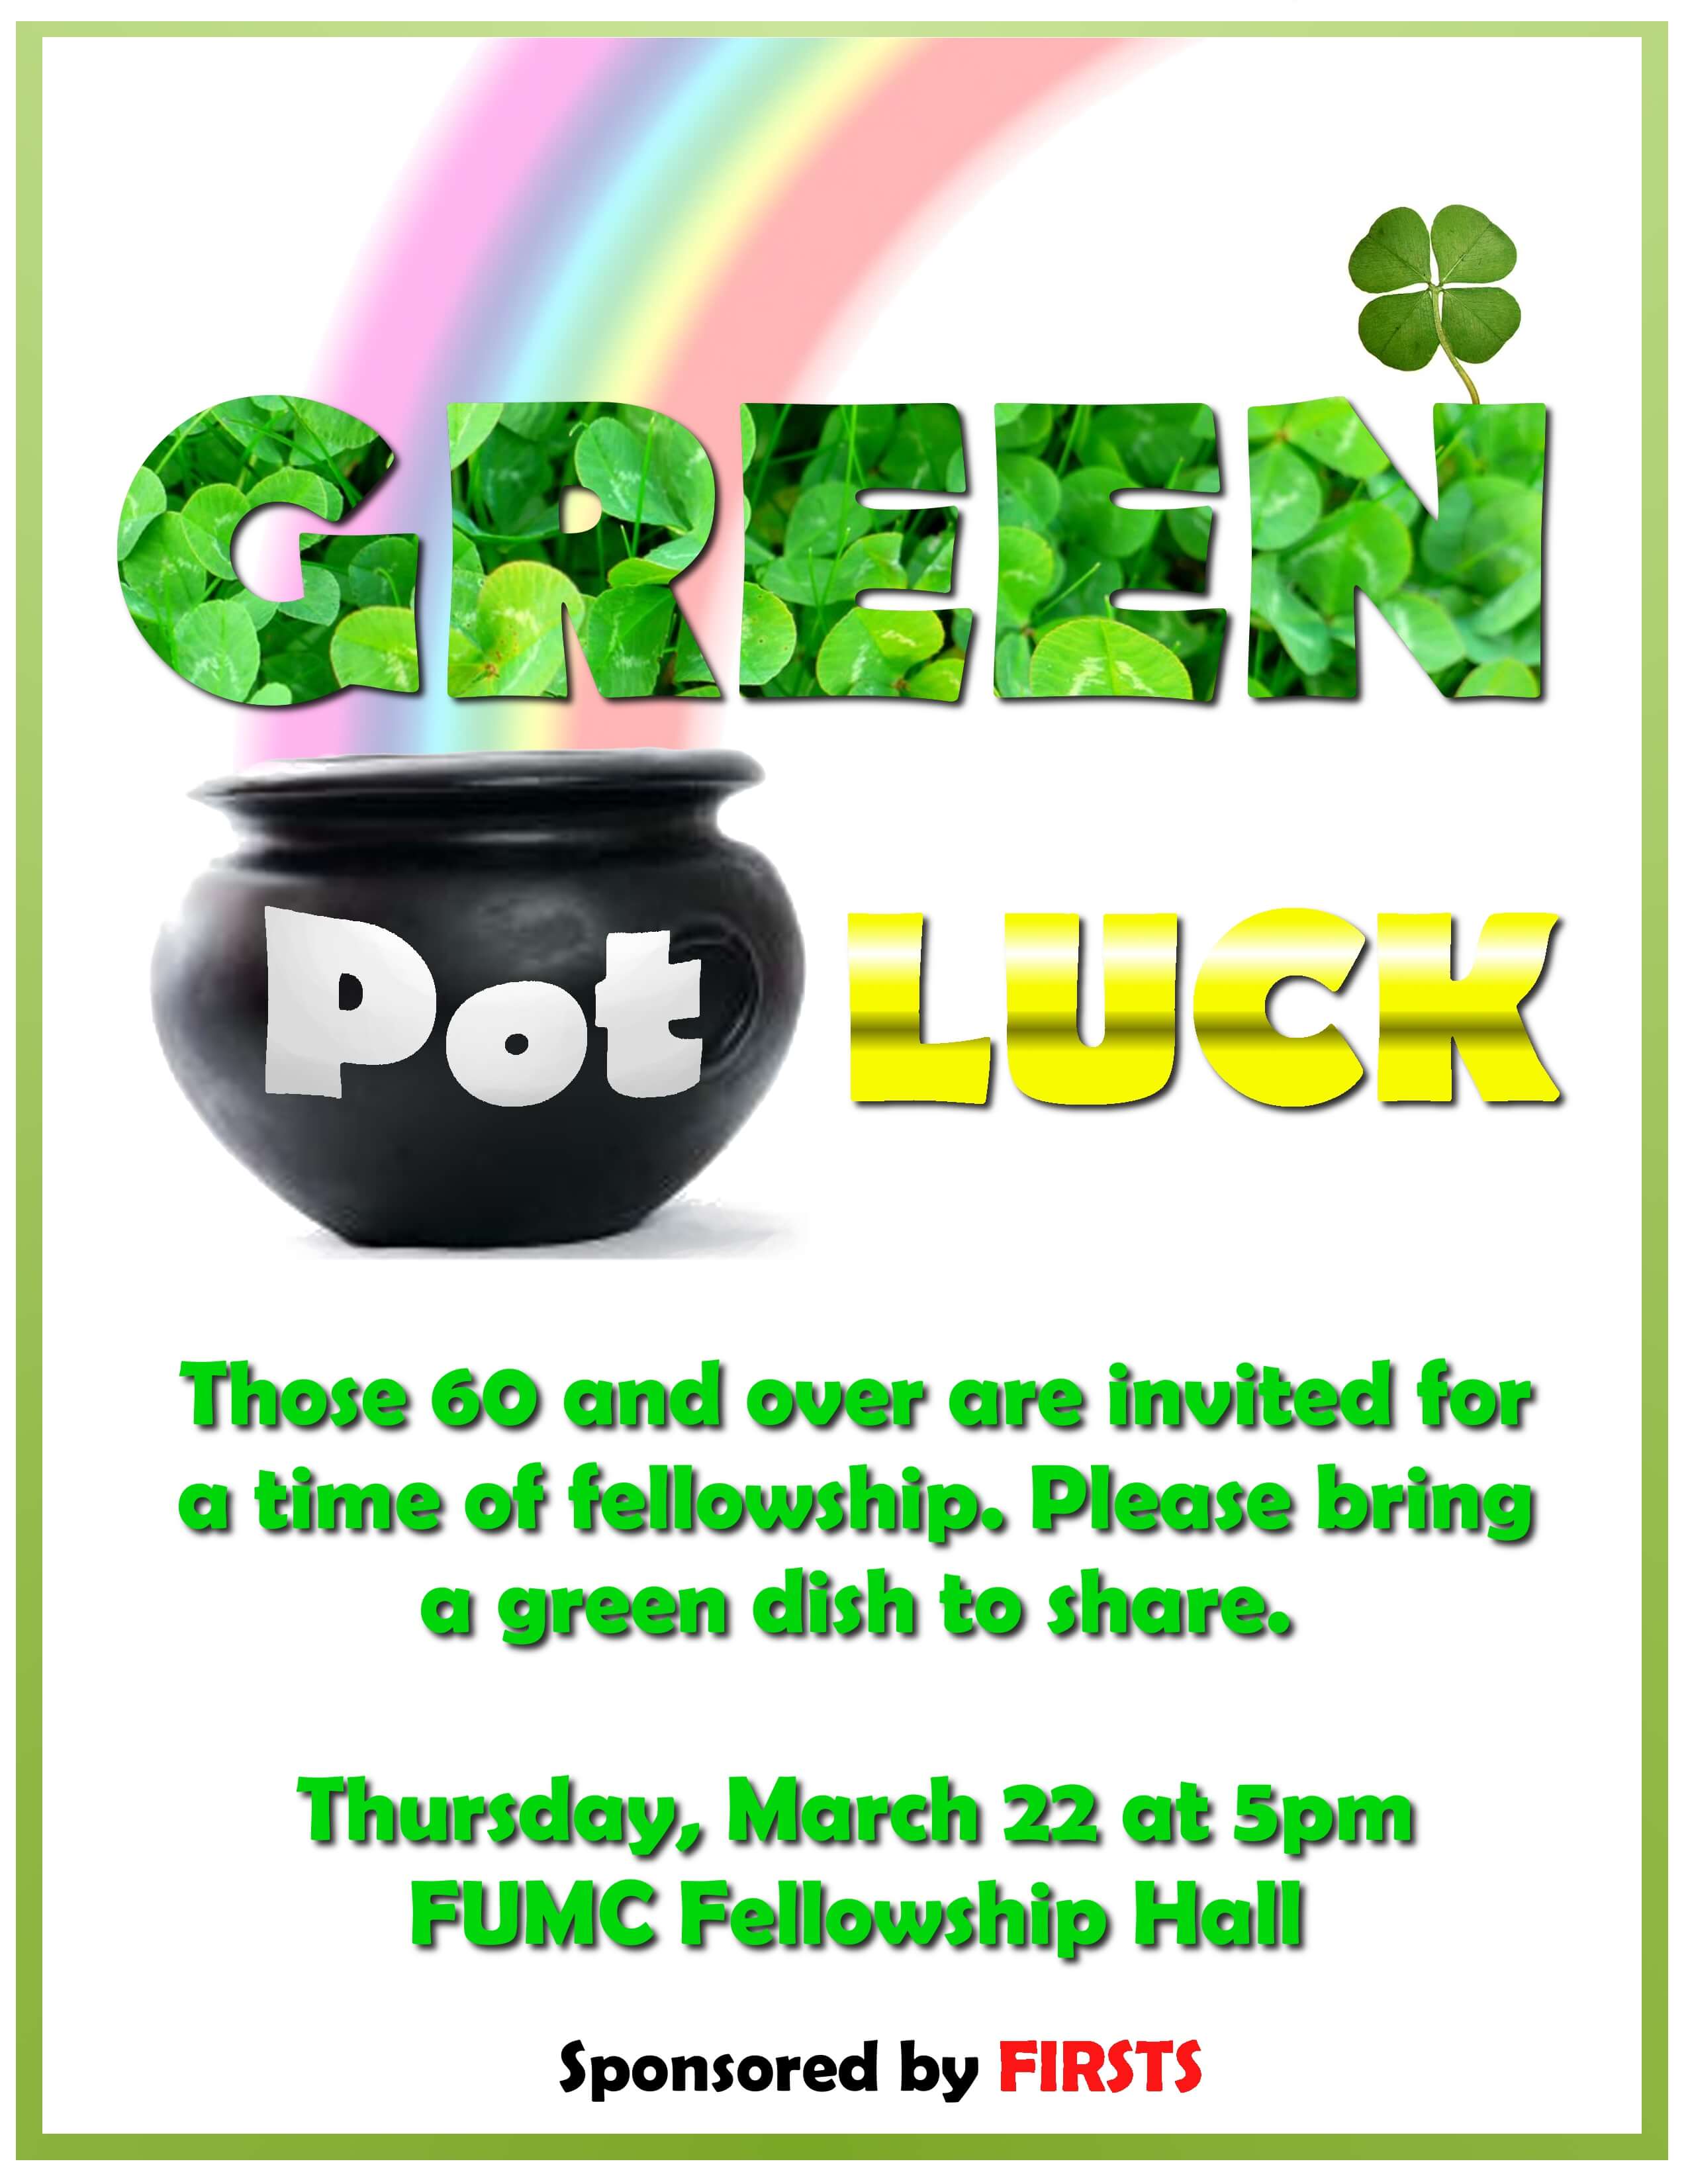 GREEN
Pot LUCK
Those 60 and over are invited for
a time of fellowship. Please bring
a green dish to share.
Thursday, March 22 at 5pm
FUMC Fellowship Hall
Sponsored by FIRSTS